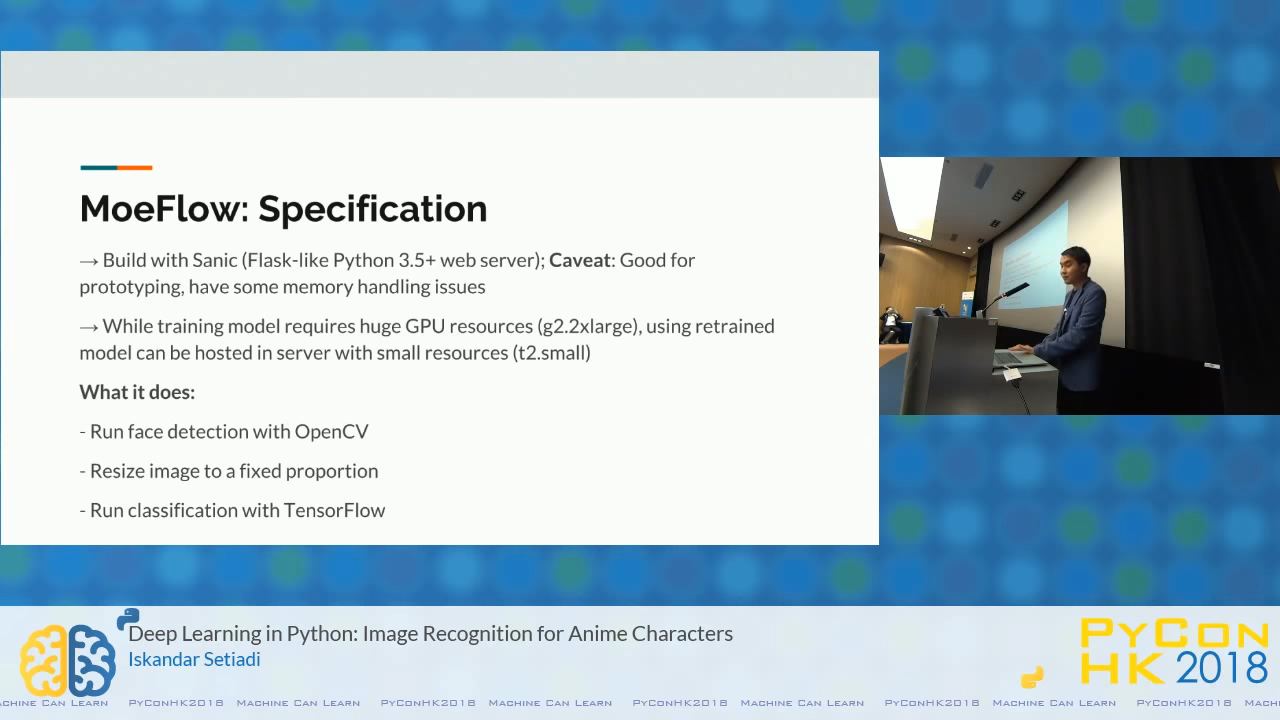 MoeFlow: Specification
→ Build with Sanic (Flask-like Python 3.5+ web server); Caveat: Good for
prototyping, have some memory handling issues
→ While training model requires huge GPU resources (g2.2xlarge), using retrained
model can be hosted in server with small resources (t2.small)
What it does:
- Run face detection with OpenCV
- Resize image to a fixed proportion
- Run classification with TensorFlow
Deep Learning in Python: Image Recognition for Anime Characters
Iskandar Setiadi
PyCon
HK 2018
achine Can Learn PyConHK2018 Machine Can Learn PyConHK2018 Machine Can Learn PyConHK2018 Machine Can Learn PyConHK2018 Machine Can Learn PyConHK2018 Mach